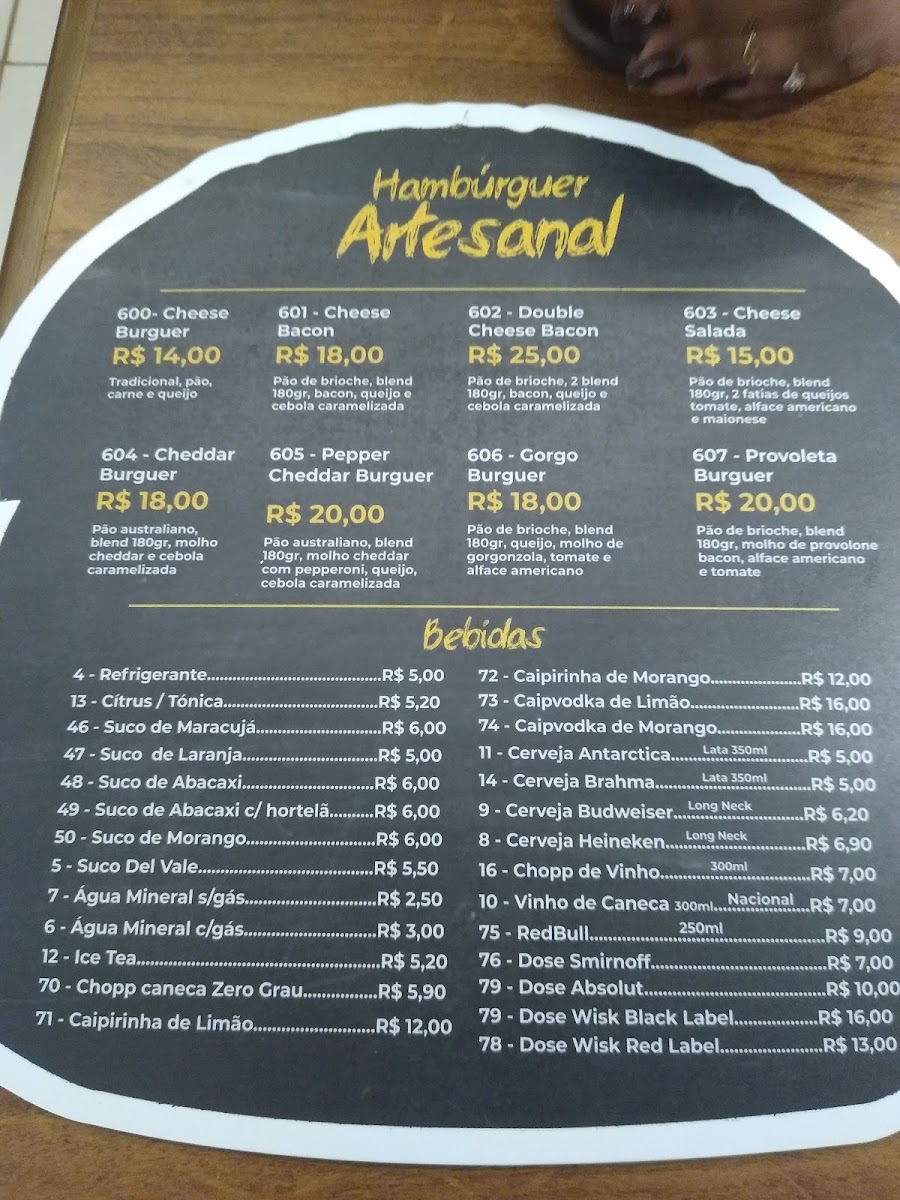 Hambúrguer
Artesanal
600- Cheese
Burguer
R$ 14,00
Tradicional, pão,
carne e queijo
601 - Cheese
Bacon
R$ 18,00
Pão de brioche, blend
180gr, bacon, queijo e
cebola caramelizada
602 - Double
Cheese Bacon
R$ 25,00
Pão de brioche, 2 blend
180gr, bacon, queijo e
cebola caramelizada
603 - Cheese
Salada
R$ 15,00
Pão de brioche, blend
180gr, 2 fatias de queijos
tomate, alface americano
e maionese
604 - Cheddar
Burguer
R$ 18,00
Pão australiano,
blend 180gr, molho
cheddar e cebola
caramelizada
605 - Pepper
Cheddar Burguer
R$ 20,00
Pão australiano, blend
180gr, molho cheddar
com pepperoni, queijo,
cebola caramelizada
606 - Gorgo
Burguer
R$ 18,00
Pão de brioche, blend
180gr, queijo, molho de
gorgonzola, tomate e
alface americano
607 - Provoleta
Burguer
R$ 20,00
Pão de brioche, blend
180gr, molho de provolone
bacon, alface americano
e tomate
Bebidas
4 - Refrigerante..........R$ 5,00
13 - Cítrus / Tónica..........R$ 5,20
46 - Suco de Maracujá..........R$ 6,00
47 - Suco de Laranja..........R$ 5,00
48 - Suco de Abacaxi..........R$ 6,00
49 - Suco de Abacaxi c/ hortelã..........R$ 6,00
50 - Suco de Morango..........R$ 6,00
5 - Suco Del Vale..........R$ 5,50
7 - Água Mineral s/gás..........R$ 2,50
6 - Água Mineral c/gás..........R$ 3,00
12 - Ice Tea..........R$ 5,20
70 - Chopp caneca Zero Grau..........R$ 5,90
71 - Caipirinha de Limão..........R$ 12,00
72 - Caipirinha de Morango..........R$ 12,00
73 - Caipvodka de Limão..........R$ 16,00
74 - Caipvodka de Morango..........R$ 16,00
11 - Cerveja Antarctica.....Lata 350ml.....R$ 5,00
14 - Cerveja Brahma.....Lata 350ml.....R$ 5,00
9 - Cerveja Budweiser.....Long Neck.....R$ 6,20
8 - Cerveja Heineken.....Long Neck.....R$ 6,90
16 - Chopp de Vinho.....300ml.....R$ 7,00
10 - Vinho de Caneca 300ml.....Nacional.....R$ 7,00
75 - RedBull.....250ml.....R$ 9,00
76 - Dose Smirnoff..........R$ 7,00
79 - Dose Absolut..........R$ 10,00
79 - Dose Wisk Black Label..........R$ 16,00
78 - Dose Wisk Red Label..........R$ 13,00